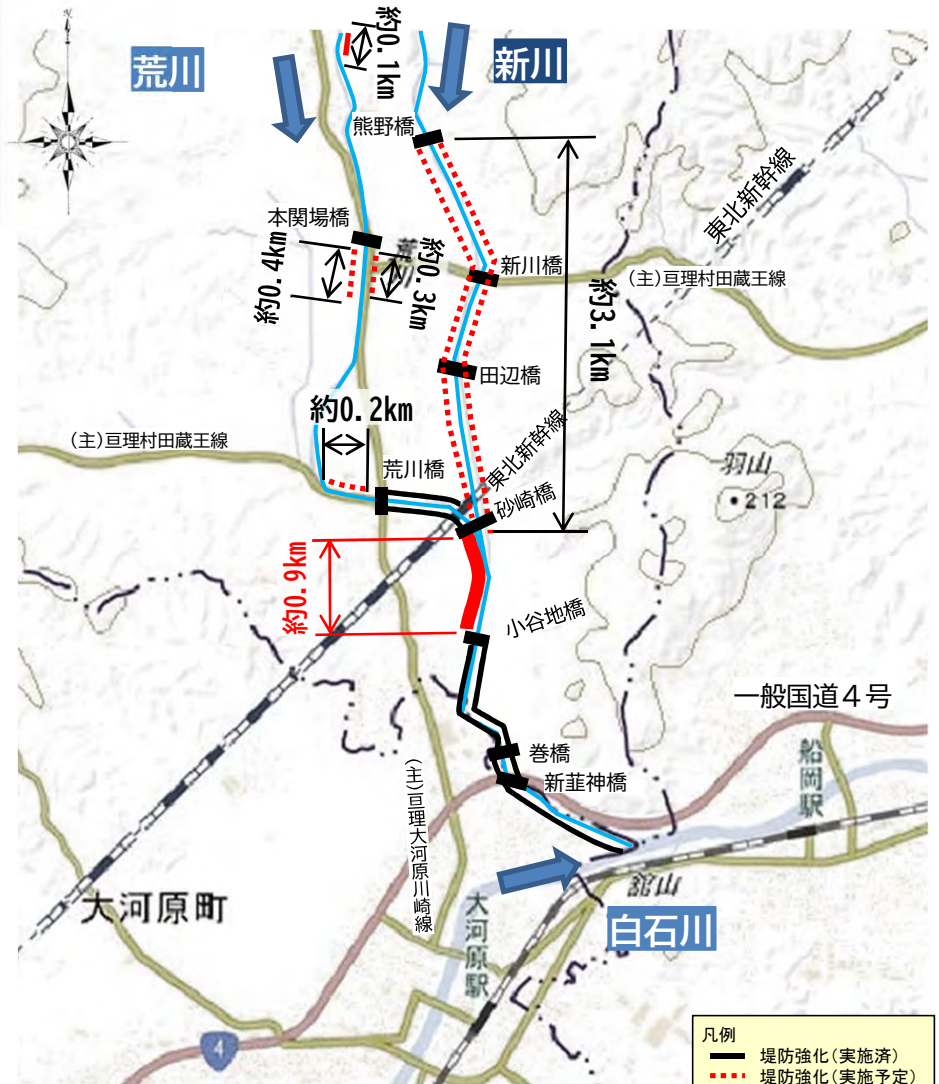 約0.1km
荒川
新川
熊野橋
東北新幹線
本関場橋
約0.4km
約0.3km
新川橋
(主)亘理村田蔵王線
約3.1km
田辺橋
約0.2km
(主)亘理村田蔵王線
荒川橋
東北新幹線
砂崎橋
羽山
212
約0.9km
小谷地橋
一般国道4号
船岡駅
巻橋
新韮神橋
(主)亘理大河原川崎線
大河原町
大河原駅
白石川
4
凡例
堤防強化(実施済)
堤防強化(実施予定)